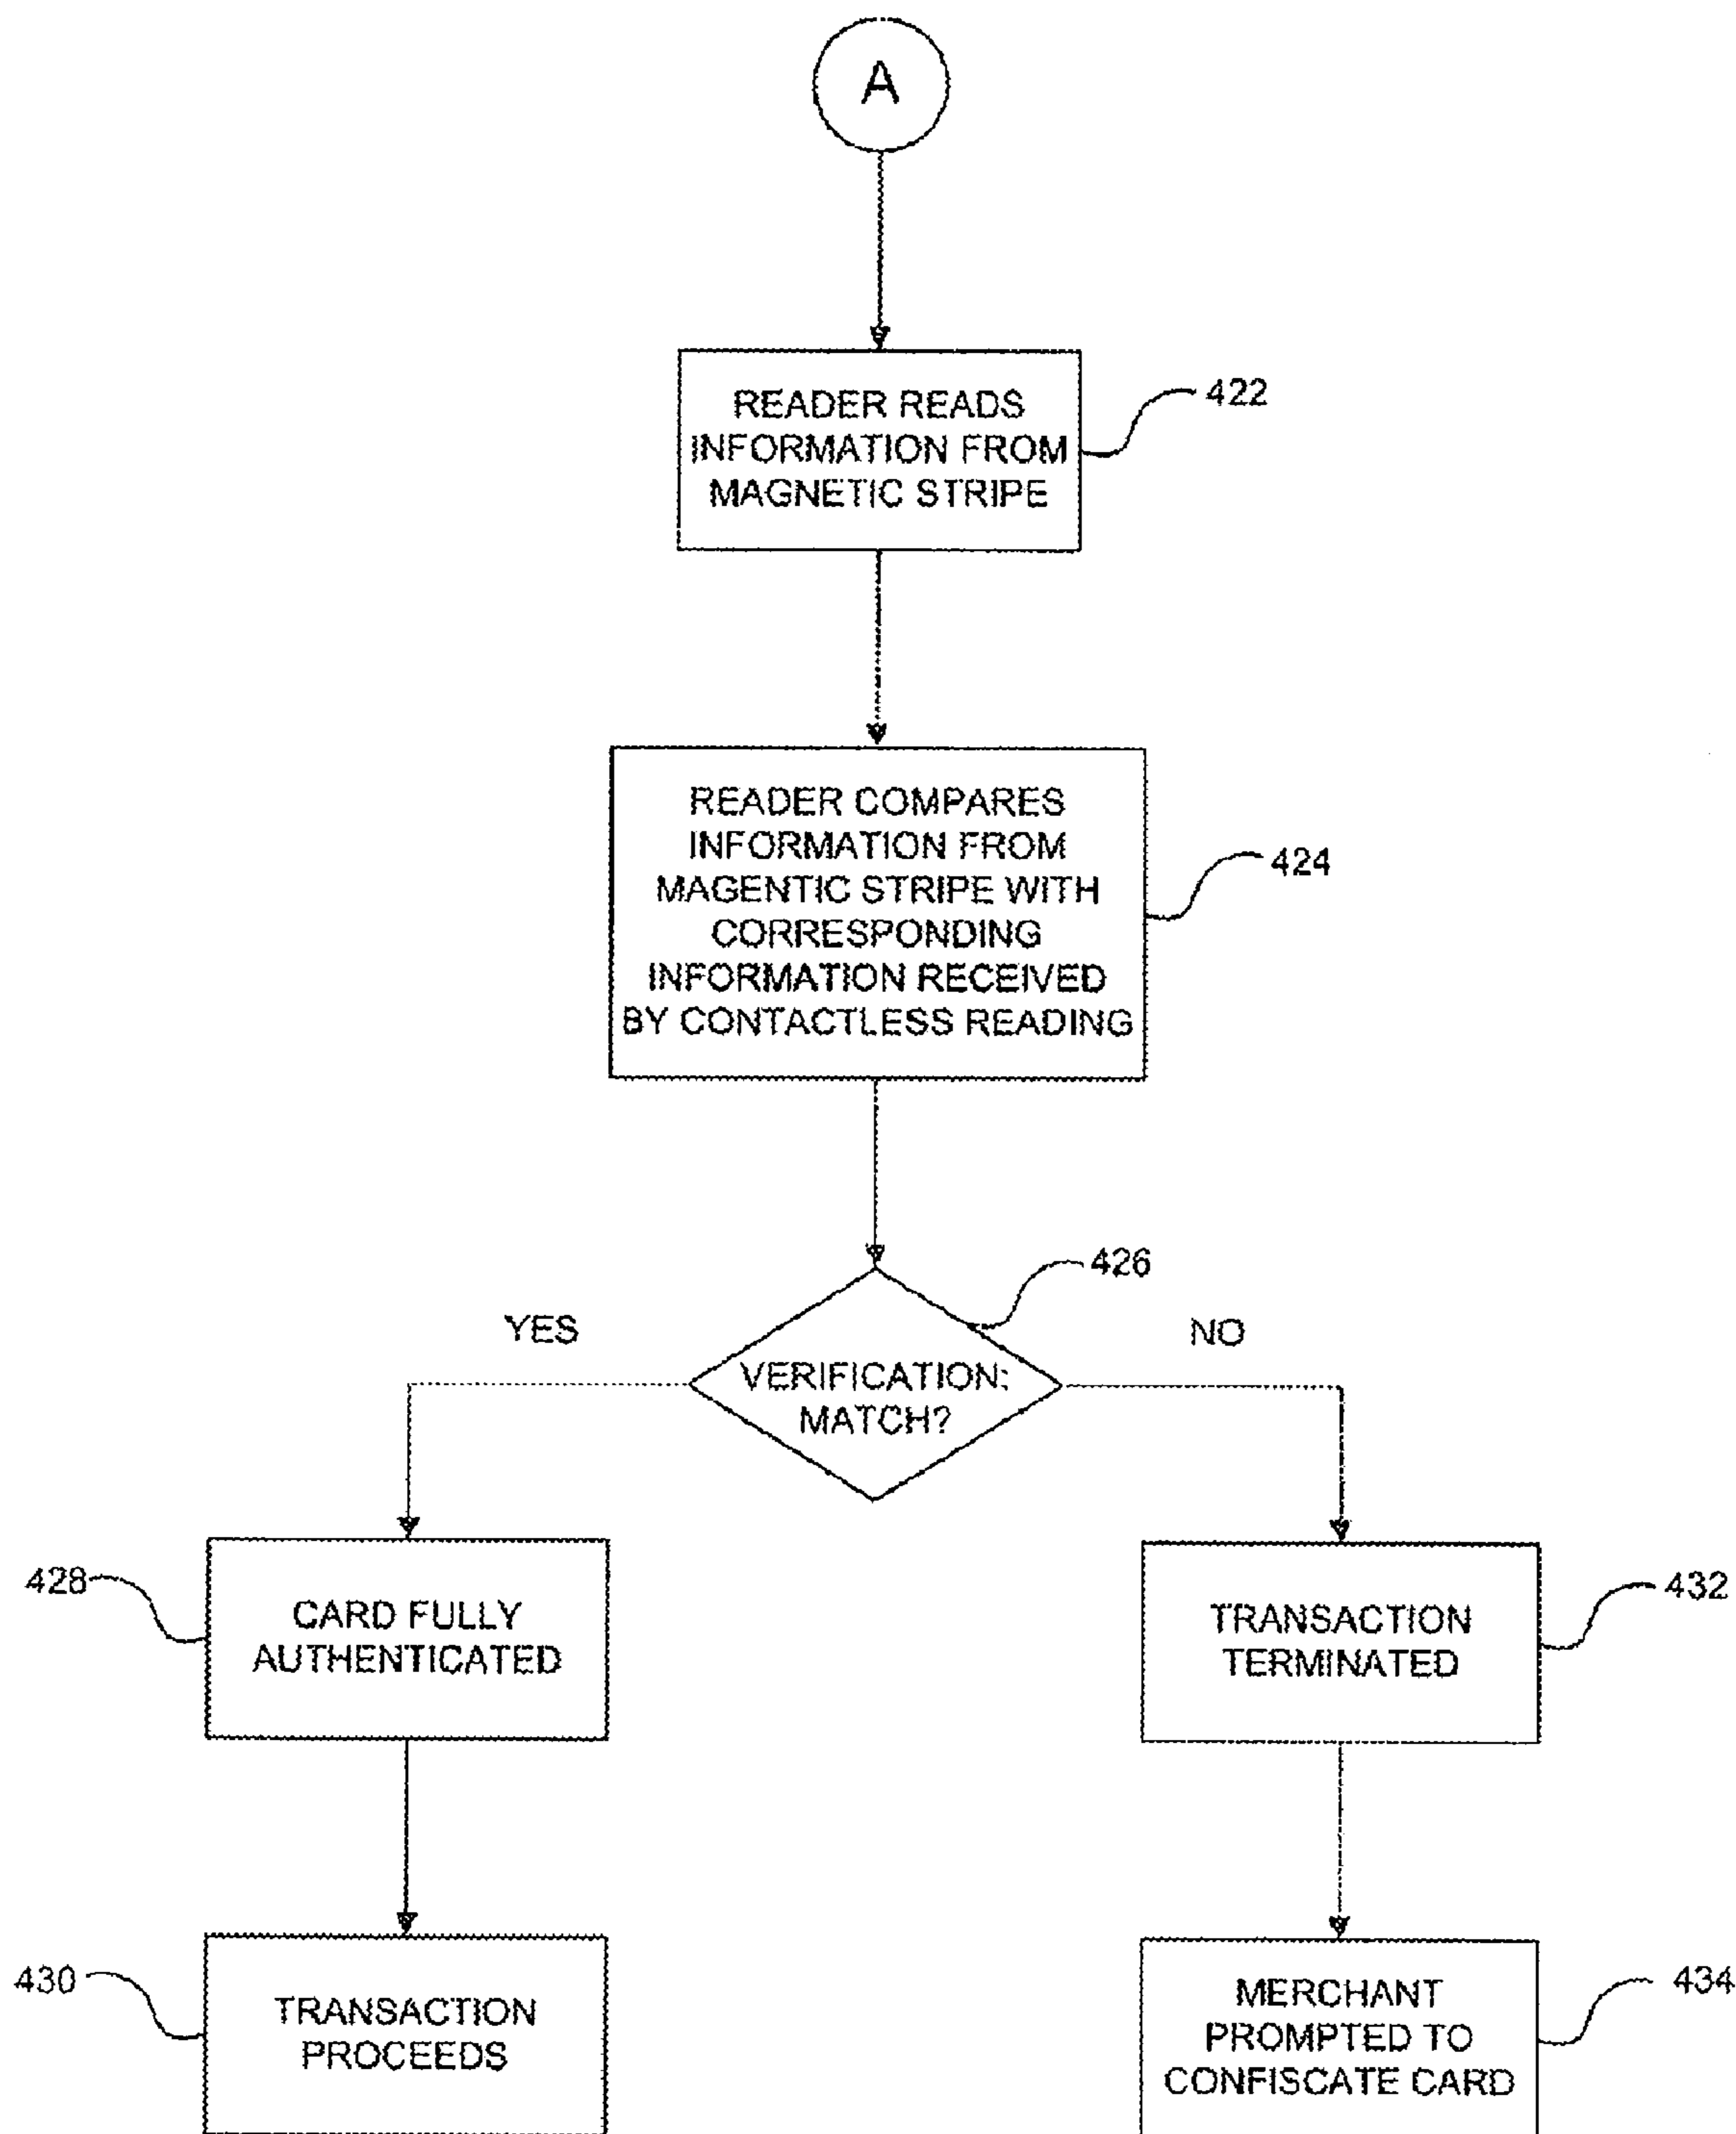 A
READER READS
INFORMATION FROM
MAGNETIC STRIPE
422
READER COMPARES
INFORMATION FROM
MAGENTIC STRIPE WITH
CORRESPONDING
INFORMATION RECEIVED
BY CONTACTLESS READING
424
426
YES
NO
VERIFICATION:
MATCH?
428
CARD FULLY
AUTHENTICATED
TRANSACTION
TERMINATED
432
430
TRANSACTION
PROCEEDS
MERCHANT
PROMPTED TO
CONFISCATE CARD
434